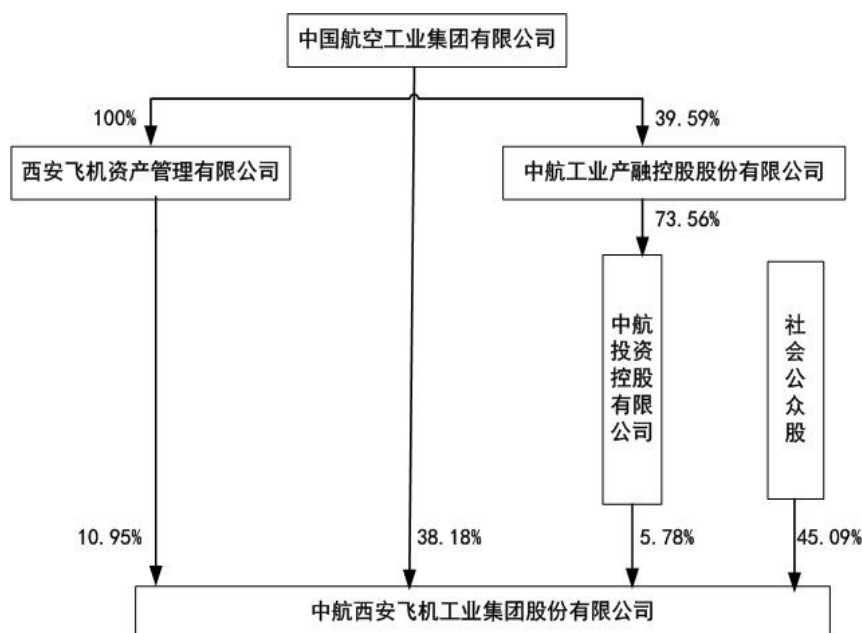 中国航空工业集团有限公司
100%
39.59%
西安飞机资产管理有限公司
中航工业产融控股股份有限公司
73.56%
中航
投资
控股
有限
公司
社
会
公
众
股
10.95%
38.18%
5.78%
45.09%
中航西安飞机工业集团股份有限公司